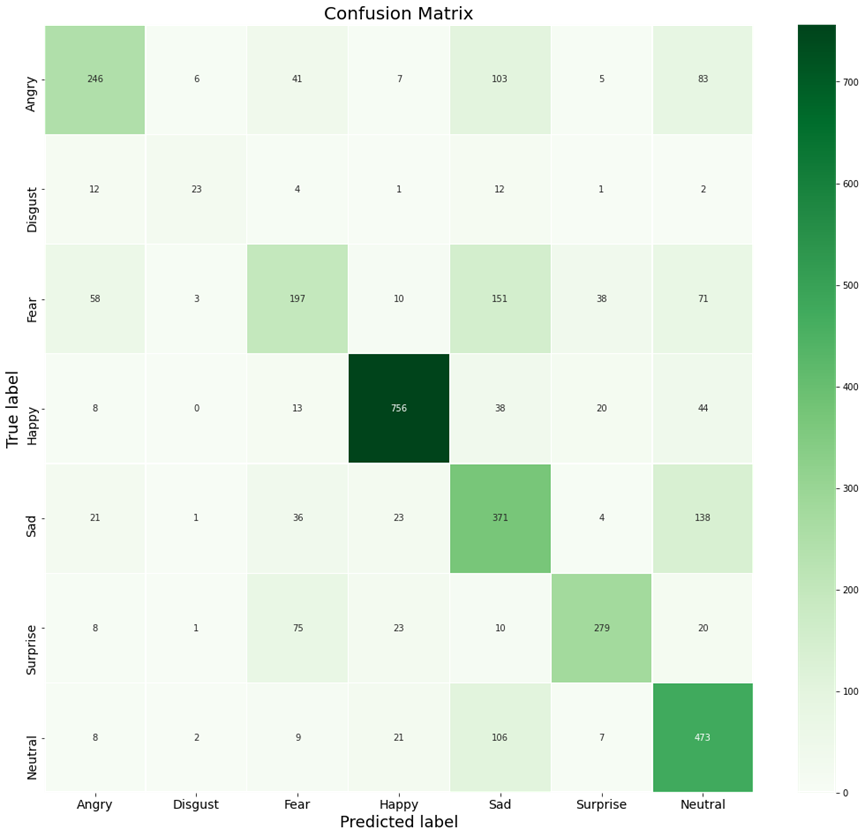 Confusion Matrix
Angry 246 6 41 7 103 5 83
Disgust 12 23 4 1 12 1 2
Fear 58 3 197 10 151 38 71
Happy 8 0 13 756 38 20 44
Sad 21 1 36 23 371 4 138
Surprise 8 1 75 23 10 279 20
Neutral 8 2 9 21 106 7 473
True label
Angry Disgust Fear Happy Sad Surprise Neutral
Predicted label
700
600
500
400
300
200
100
0